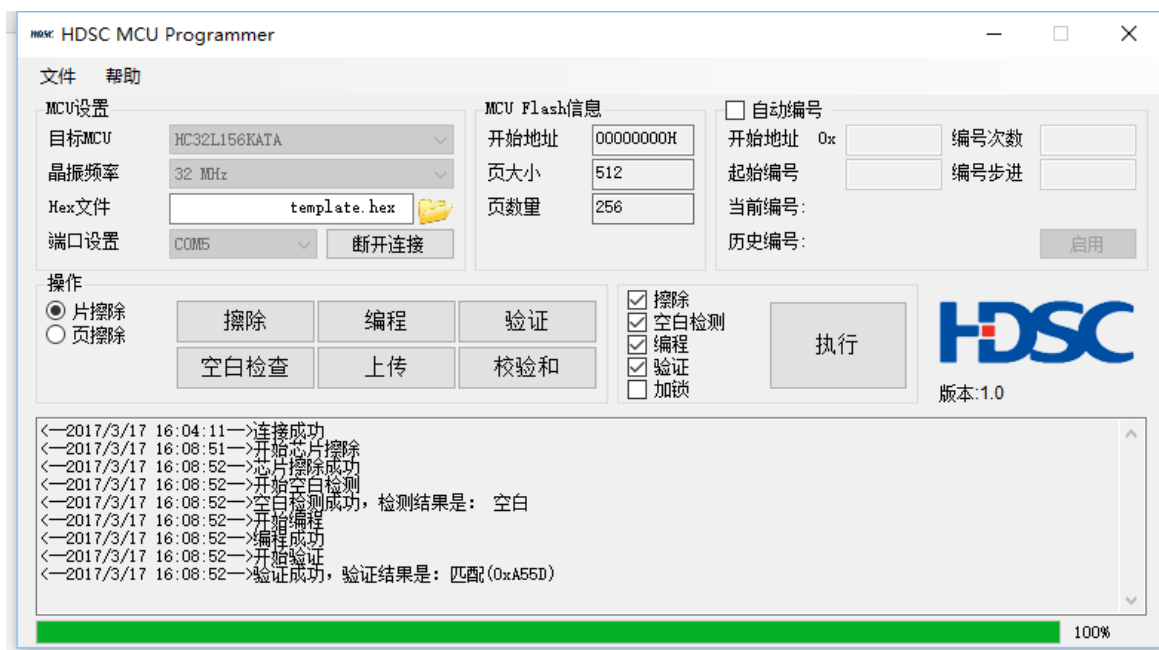 HDSC MCU Programmer
文件 帮助
MCU设置
目标MCU HC32L156KATA
晶振频率 32 MHz
Hex文件 template.hex
端口设置 COM5 断开连接
MCU Flash信息
开始地址 00000000H
页大小 512
页数量 256
自动编号
开始地址 0x 编号次数
起始编号 编号步进
当前编号:
历史编号: 启用
操作
片擦除
页擦除
擦除 编程 验证
空白检查 上传 校验和
擦除
空白检测
编程
验证
加锁
执行
HDSC
版本:1.0
<—2017/3/17 16:04:11—>连接成功
<—2017/3/17 16:08:51—>开始芯片擦除
<—2017/3/17 16:08:52—>芯片擦除成功
<—2017/3/17 16:08:52—>开始空白检测
<—2017/3/17 16:08:52—>空白检测成功，检测结果是： 空白
<—2017/3/17 16:08:52—>开始编程
<—2017/3/17 16:08:52—>编程成功
<—2017/3/17 16:08:52—>开始验证
<—2017/3/17 16:08:52—>验证成功，验证结果是：匹配(0xA55D)
100%